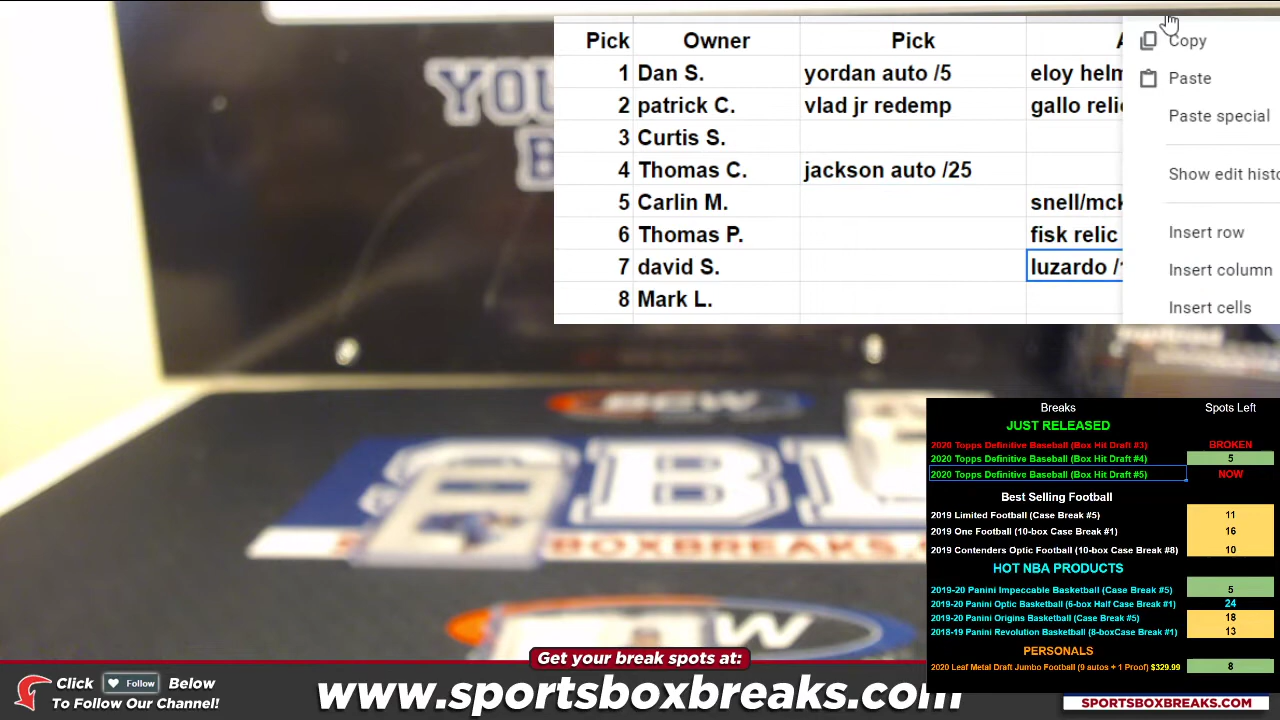 Pick Owner Pick
1 Dan S. yordan auto /5 eloy helm
2 patrick C. vlad jr redemp gallo relic
3 Curtis S.
4 Thomas C. jackson auto /25
5 Carlin M. snell/mck
6 Thomas P. fisk relic
7 david S. luzardo /
8 Mark L.
Copy
Paste
Paste special
Show edit histo
Insert row
Insert column
Insert cells
YOU
B
BCW
BL
BOXBREAKS.C
Breaks Spots Left
JUST RELEASED
2020 Topps Definitive Baseball (Box Hit Draft #3) BROKEN
2020 Topps Definitive Baseball (Box Hit Draft #4) 5
2020 Topps Definitive Baseball (Box Hit Draft #5) NOW
Best Selling Football
2019 Limited Football (Case Break #5) 11
2019 One Football (10-box Case Break #1) 16
2019 Contenders Optic Football (10-box Case Break #8) 10
HOT NBA PRODUCTS
2019-20 Panini Impeccable Basketball (Case Break #5) 5
2019-20 Panini Optic Basketball (6-box Half Case Break #1) 24
2019-20 Panini Origins Basketball (Case Break #5) 18
2018-19 Panini Revolution Basketball (8-boxCase Break #1) 13
PERSONALS
2020 Leaf Metal Draft Jumbo Football (9 autos + 1 Proof) $329.99 8
Get your break spots at:
Click Follow Below
To Follow Our Channel!
www.sportsboxbreaks.com
SPORTSBOXBREAKS.COM